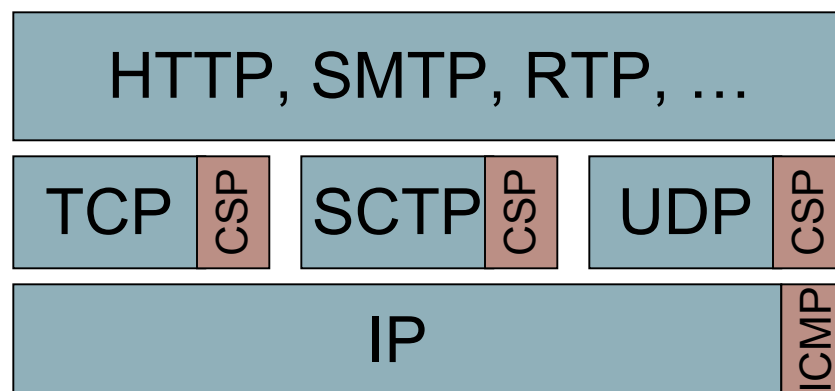 HTTP, SMTP, RTP, …
TCP CSP SCTP CSP UDP CSP
IP ICMP